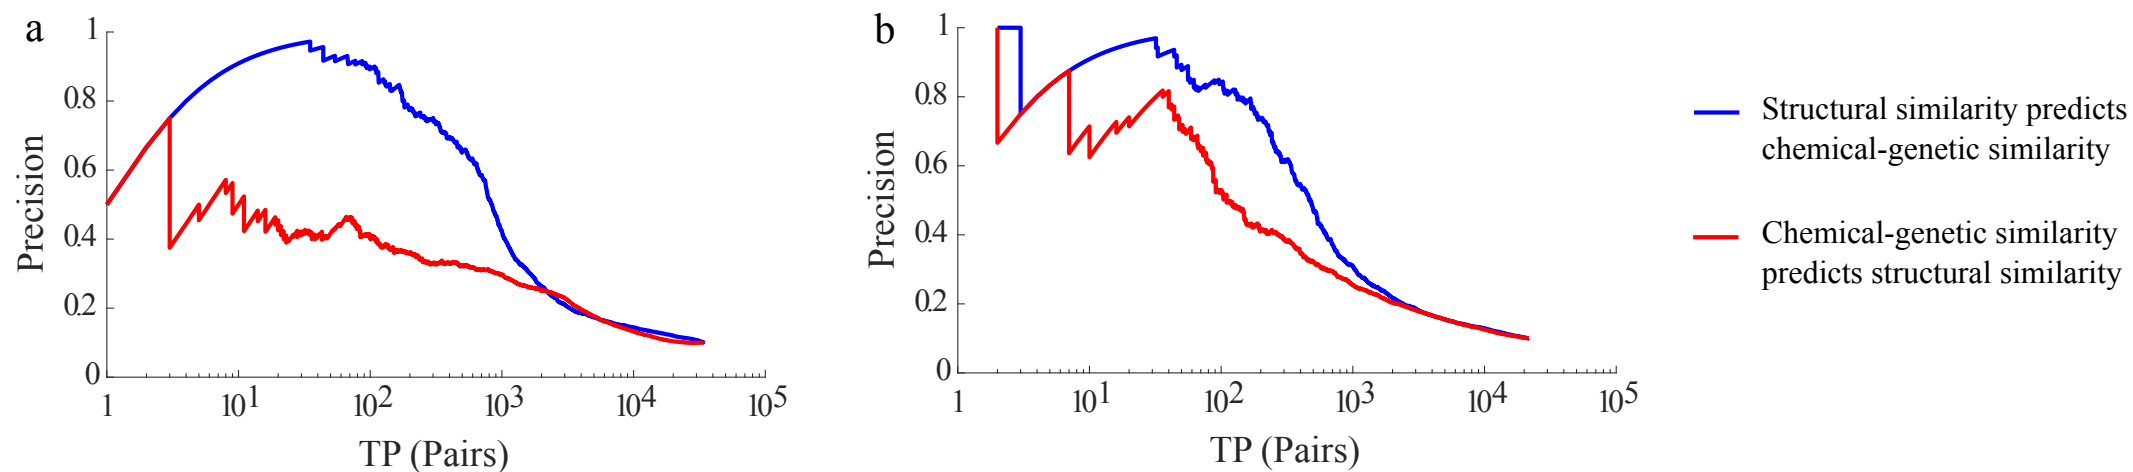 a
1
0.8
0.6
0.4
0.2
0
Precision
1 10^1 10^2 10^3 10^4 10^5
TP (Pairs)
b
1
0.8
0.6
0.4
0.2
0
Precision
1 10^1 10^2 10^3 10^4 10^5
TP (Pairs)
Structural similarity predicts
chemical-genetic similarity
Chemical-genetic similarity
predicts structural similarity